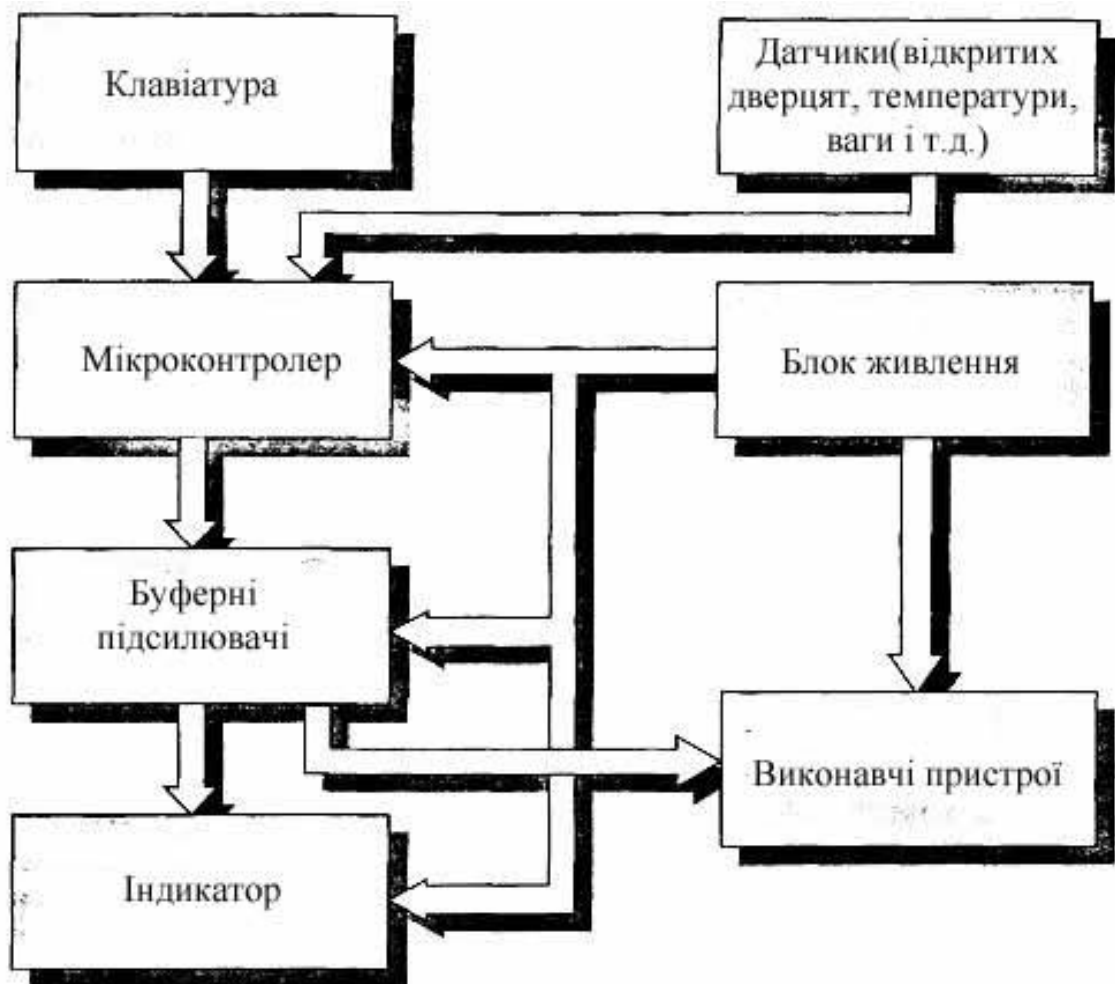 Клавіатура
Датчики(відкритих
дверцят, температури,
ваги і т.д.)
Мікроконтролер
Блок живлення
Буферні
підсилювачі
Виконавчі пристрої
Індикатор